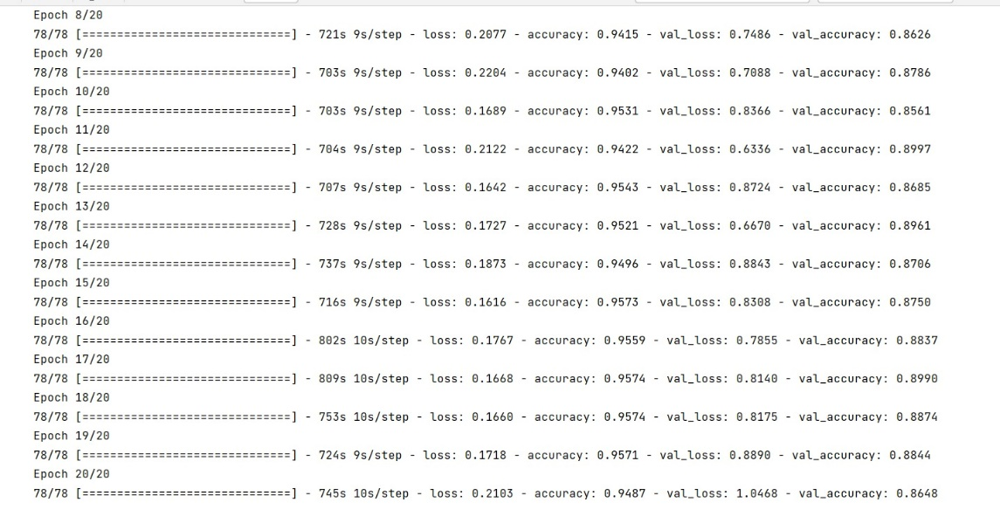 Epoch 8/20
78/78 [==============================] - 721s 9s/step - loss: 0.2077 - accuracy: 0.9415 - val_loss: 0.7486 - val_accuracy: 0.8626
Epoch 9/20
78/78 [==============================] - 703s 9s/step - loss: 0.2204 - accuracy: 0.9402 - val_loss: 0.7088 - val_accuracy: 0.8786
Epoch 10/20
78/78 [==============================] - 703s 9s/step - loss: 0.1689 - accuracy: 0.9531 - val_loss: 0.8366 - val_accuracy: 0.8561
Epoch 11/20
78/78 [==============================] - 704s 9s/step - loss: 0.2122 - accuracy: 0.9422 - val_loss: 0.6336 - val_accuracy: 0.8997
Epoch 12/20
78/78 [==============================] - 707s 9s/step - loss: 0.1642 - accuracy: 0.9543 - val_loss: 0.8724 - val_accuracy: 0.8685
Epoch 13/20
78/78 [==============================] - 728s 9s/step - loss: 0.1727 - accuracy: 0.9521 - val_loss: 0.6670 - val_accuracy: 0.8961
Epoch 14/20
78/78 [==============================] - 737s 9s/step - loss: 0.1873 - accuracy: 0.9496 - val_loss: 0.8843 - val_accuracy: 0.8706
Epoch 15/20
78/78 [==============================] - 716s 9s/step - loss: 0.1616 - accuracy: 0.9573 - val_loss: 0.8308 - val_accuracy: 0.8750
Epoch 16/20
78/78 [==============================] - 802s 10s/step - loss: 0.1767 - accuracy: 0.9559 - val_loss: 0.7855 - val_accuracy: 0.8837
Epoch 17/20
78/78 [==============================] - 809s 10s/step - loss: 0.1668 - accuracy: 0.9574 - val_loss: 0.8140 - val_accuracy: 0.8990
Epoch 18/20
78/78 [==============================] - 753s 10s/step - loss: 0.1660 - accuracy: 0.9574 - val_loss: 0.8175 - val_accuracy: 0.8874
Epoch 19/20
78/78 [==============================] - 724s 9s/step - loss: 0.1718 - accuracy: 0.9571 - val_loss: 0.8890 - val_accuracy: 0.8844
Epoch 20/20
78/78 [==============================] - 745s 10s/step - loss: 0.2103 - accuracy: 0.9487 - val_loss: 1.0468 - val_accuracy: 0.8648